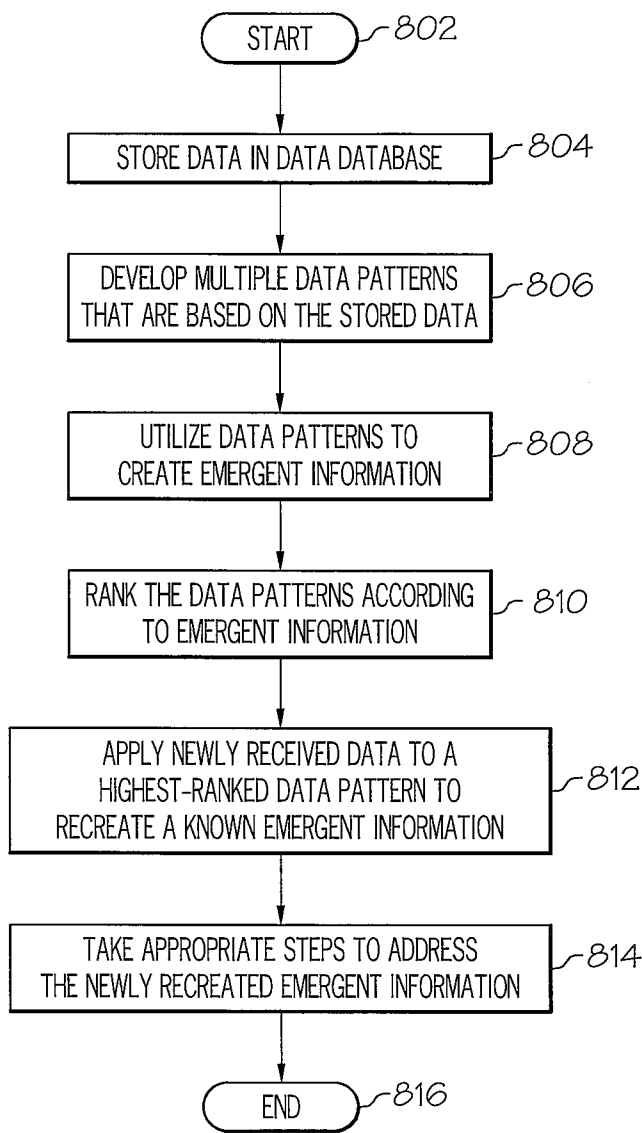 START
802
STORE DATA IN DATA DATABASE
804
DEVELOP MULTIPLE DATA PATTERNS
THAT ARE BASED ON THE STORED DATA
806
UTILIZE DATA PATTERNS TO
CREATE EMERGENT INFORMATION
808
RANK THE DATA PATTERNS ACCORDING
TO EMERGENT INFORMATION
810
APPLY NEWLY RECEIVED DATA TO A
HIGHEST-RANKED DATA PATTERN TO
RECREATE A KNOWN EMERGENT INFORMATION
812
TAKE APPROPRIATE STEPS TO ADDRESS
THE NEWLY RECREATED EMERGENT INFORMATION
814
END
816